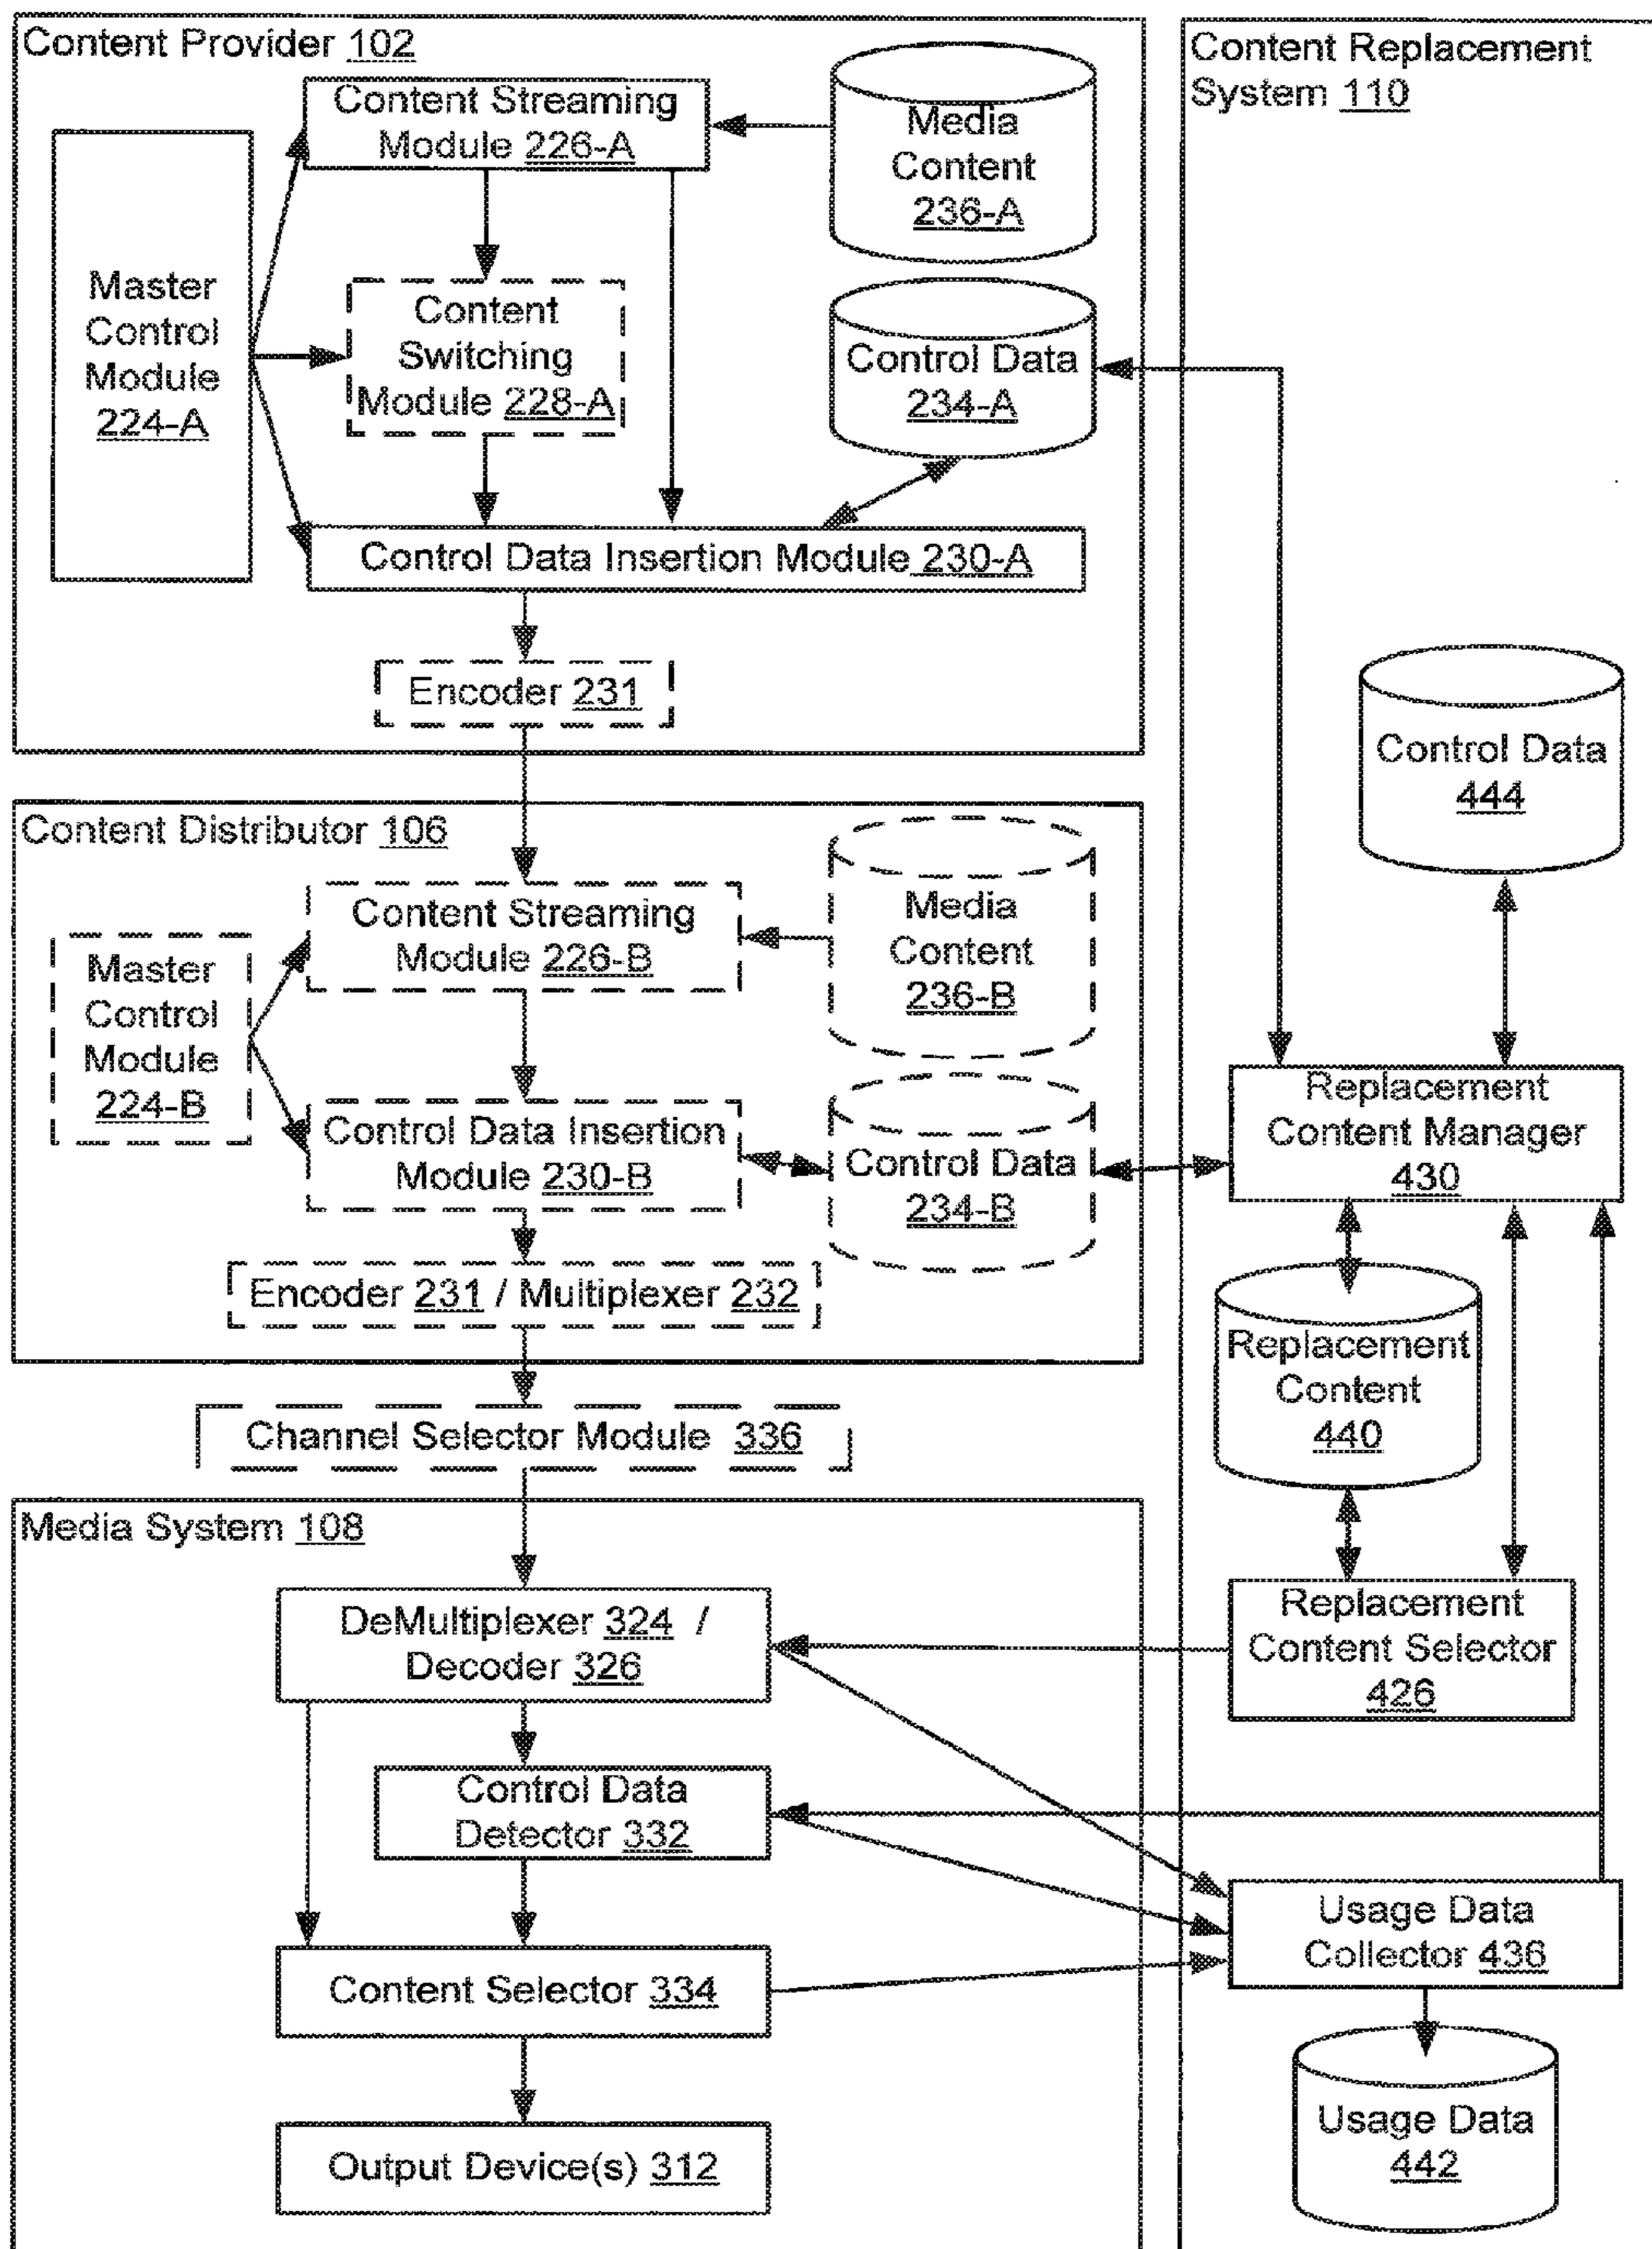 Content Provider 102
Content Streaming
Module 226-A
Media
Content
236-A
Master
Control
Module
224-A
Content
Switching
Module 228-A
Control Data
234-A
Control Data Insertion Module 230-A
Encoder 231
Content Distributor 106
Content Streaming
Module 226-B
Media
Content
236-B
Master
Control
Module
224-B
Control Data Insertion
Module 230-B
Control Data
234-B
Encoder 231 / Multiplexer 232
Channel Selector Module 336
Media System 108
DeMultiplexer 324 /
Decoder 326
Control Data
Detector 332
Content Selector 334
Output Device(s) 312
Content Replacement
System 110
Control Data
444
Replacement
Content Manager
430
Replacement
Content
440
Replacement
Content Selector
426
Usage Data
Collector 436
Usage Data
442